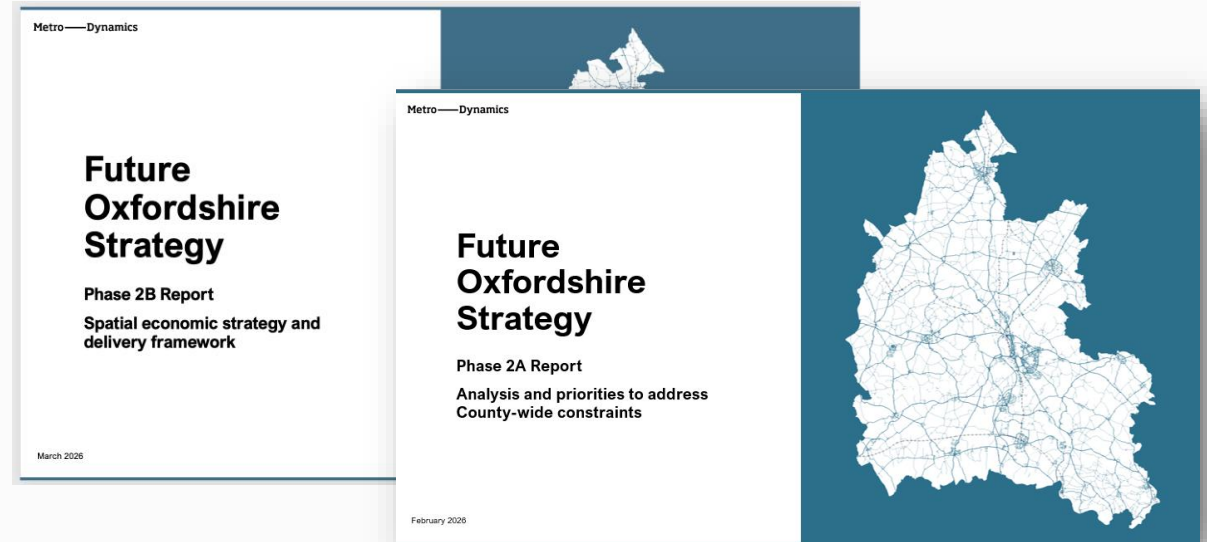 Metro——Dynamics
Future
Oxfordshire
Strategy
Phase 2B Report
Spatial economic strategy and
delivery framework
March 2026
Metro——Dynamics
Future
Oxfordshire
Strategy
Phase 2A Report
Analysis and priorities to address
County-wide constraints
February 2026